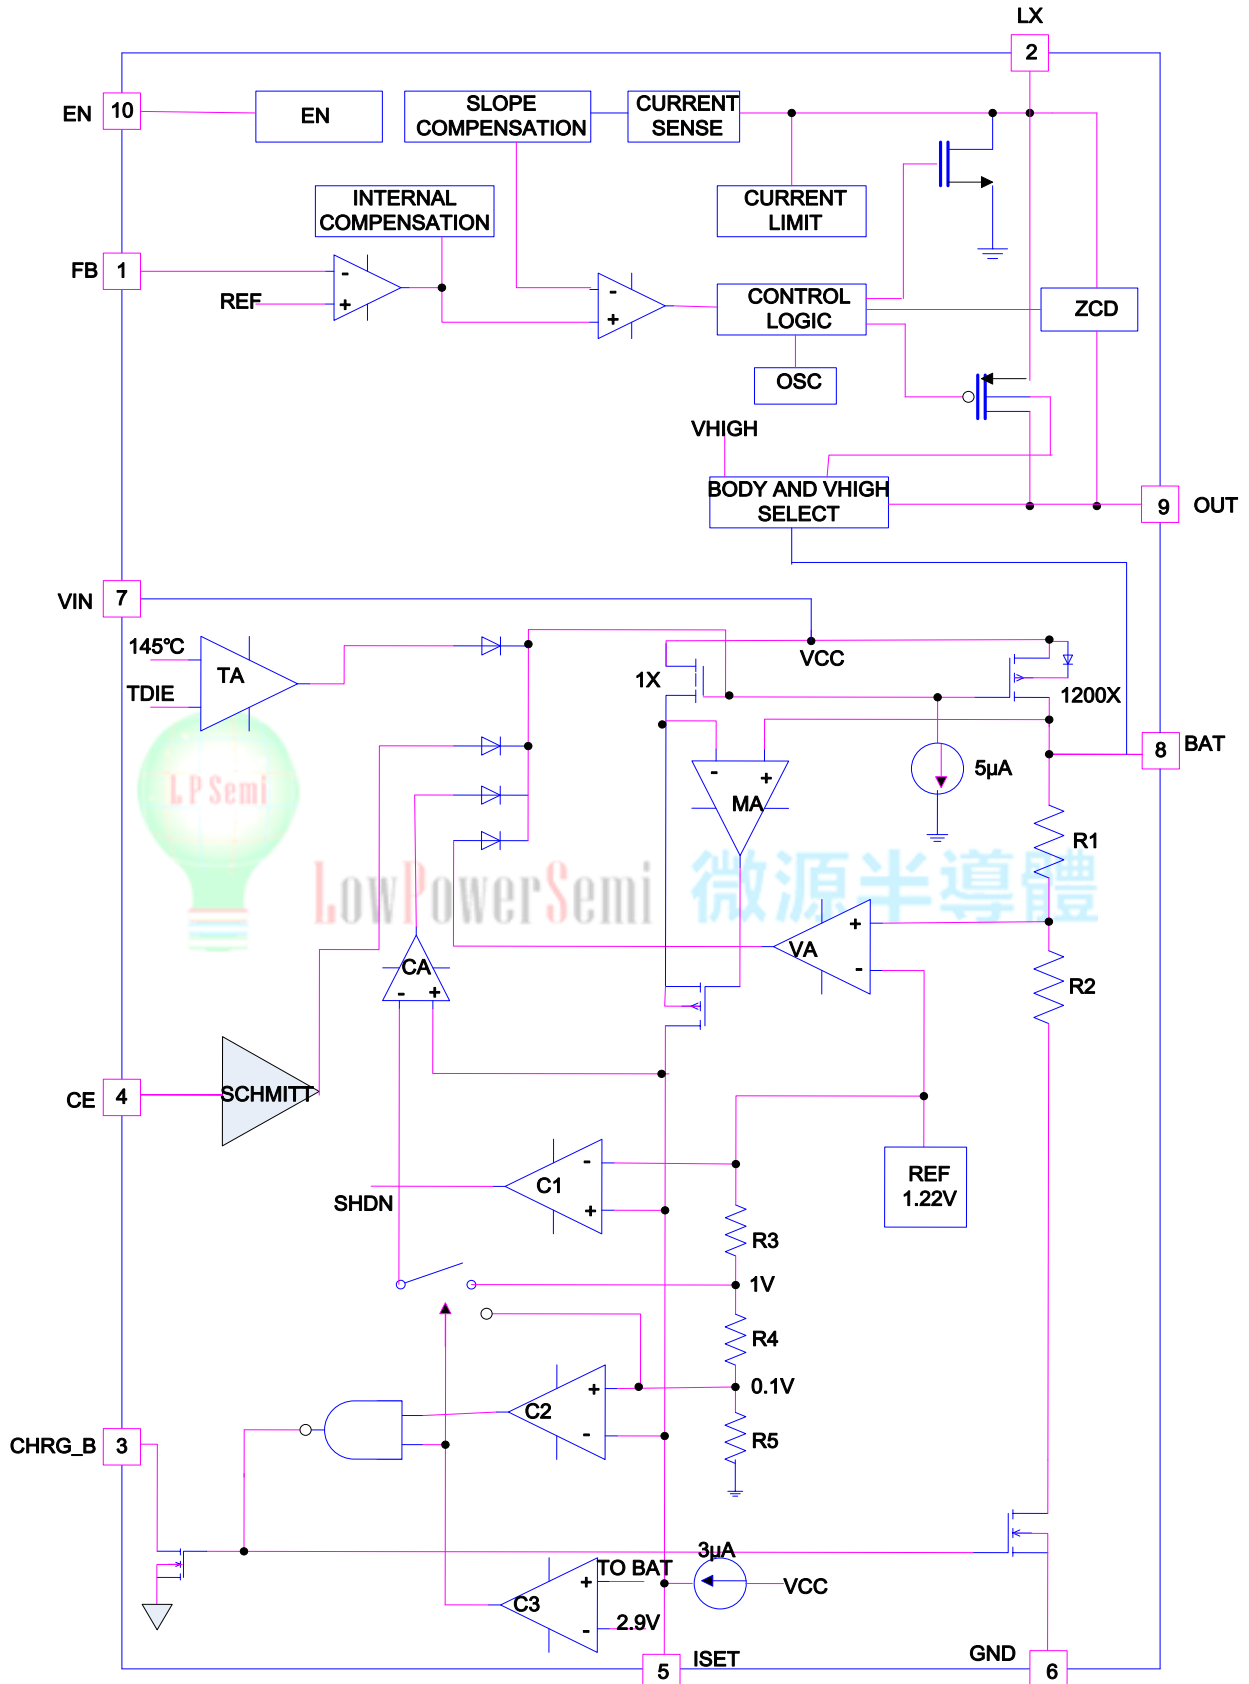 LX
2
EN
10
EN
SLOPE
COMPENSATION
CURRENT
SENSE
INTERNAL
COMPENSATION
CURRENT
LIMIT
FB
1
-
+
REF
-
+
CONTROL
LOGIC
ZCD
OSC
VHIGH
BODY AND VHIGH
SELECT
9
OUT
VIN
7
145℃
TA
TDIE
VCC
1X
1200X
LPSemi
-
+
MA
5μA
8
BAT
R1
LowPowerSemi 微源半導體
+
VA
-
CA
-
+
R2
CE
4
SCHMITT
-
C1
+
SHDN
REF
1.22V
R3
1V
R4
+
C2
-
0.1V
R5
CHRG_B
3
3μA
TO BAT
+
C3
-
2.9V
VCC
5
ISET
GND
6